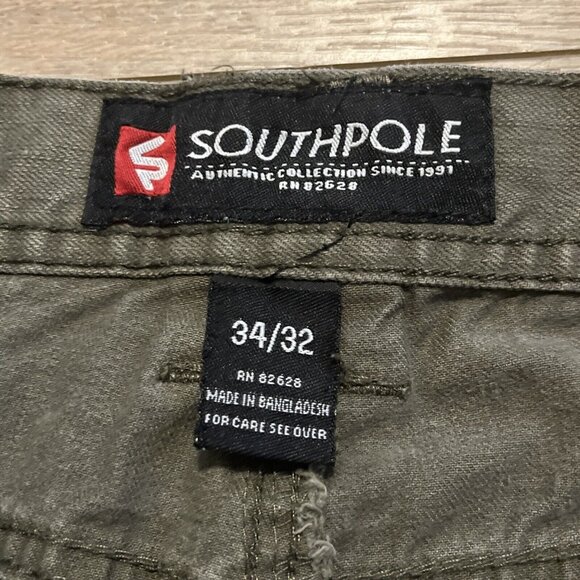 SOUTHPOLE
AUTHENTIC COLLECTION SINCE 1991
RN 82628
34/32
RN 82628
MADE IN BANGLADESH
FOR CARE SEE OVER